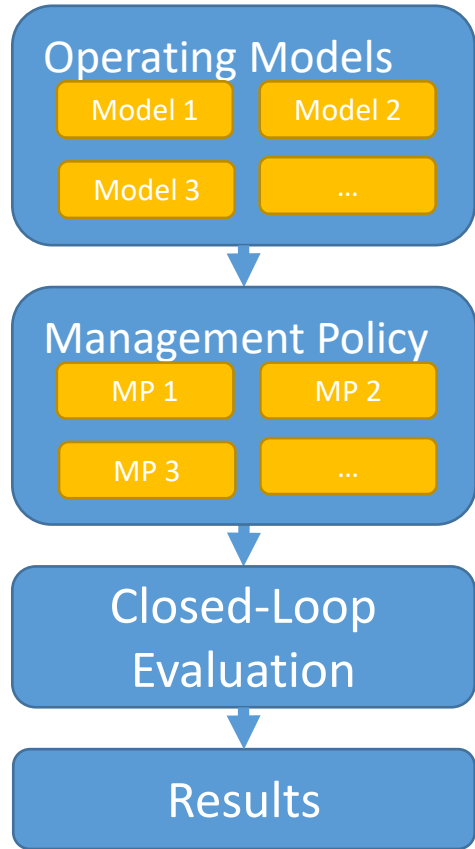 Operating Models
Model 1
Model 2
Model 3
...
Management Policy
MP 1
MP 2
MP 3
...
Closed-Loop
Evaluation
Results